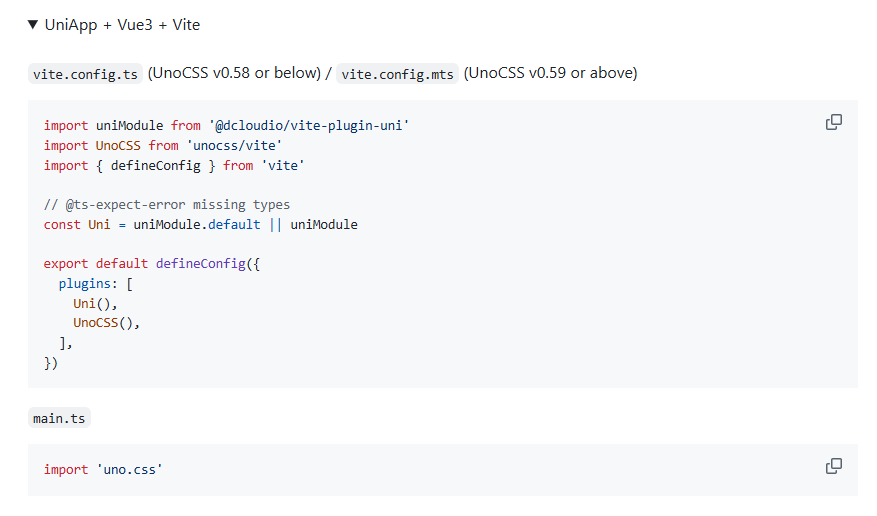 ▼ UniApp + Vue3 + Vite
vite.config.ts (UnoCSS v0.58 or below) / vite.config.mts (UnoCSS v0.59 or above)
import uniModule from '@dcloudio/vite-plugin-uni'
import UnoCSS from 'unocss/vite'
import { defineConfig } from 'vite'

// @ts-expect-error missing types
const Uni = uniModule.default || uniModule

export default defineConfig({
  plugins: [
    Uni(),
    UnoCSS(),
  ],
})
main.ts
import 'uno.css'